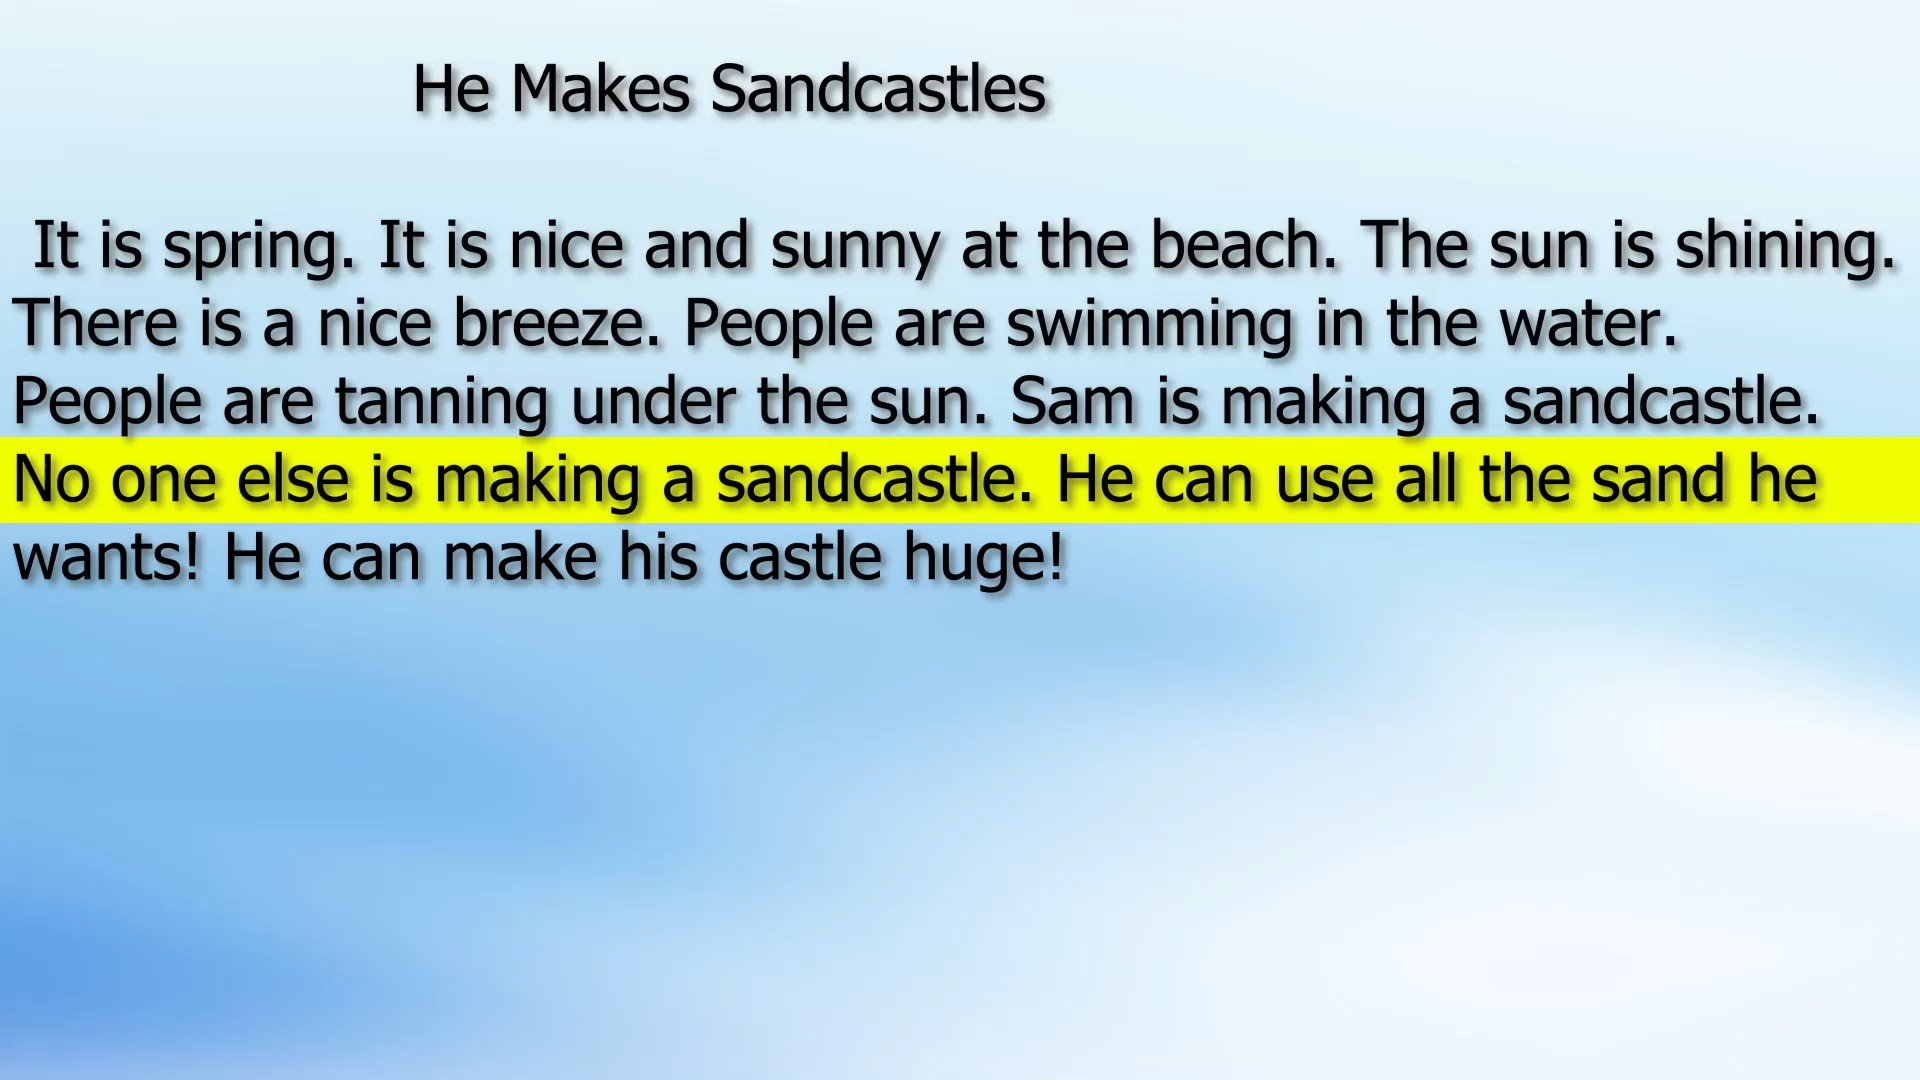 He Makes Sandcastles
It is spring. It is nice and sunny at the beach. The sun is shining.
There is a nice breeze. People are swimming in the water.
People are tanning under the sun. Sam is making a sandcastle.
No one else is making a sandcastle. He can use all the sand he
wants! He can make his castle huge!